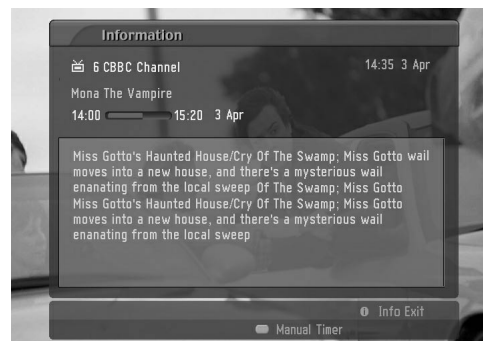 Information
6 CBBC Channel 14:35 3 Apr
Mona The Vampire
14:00 15:20 3 Apr
Miss Gotto's Haunted House/Cry Of The Swamp; Miss Gotto wail
moves into a new house, and there's a mysterious wail
enanating from the local sweep Of The Swamp; Miss Gotto
Miss Gotto's Haunted House/Cry Of The Swamp; Miss Gotto
moves into a new house, and there's a mysterious wail
enanating from the local sweep
Info Exit
Manual Timer